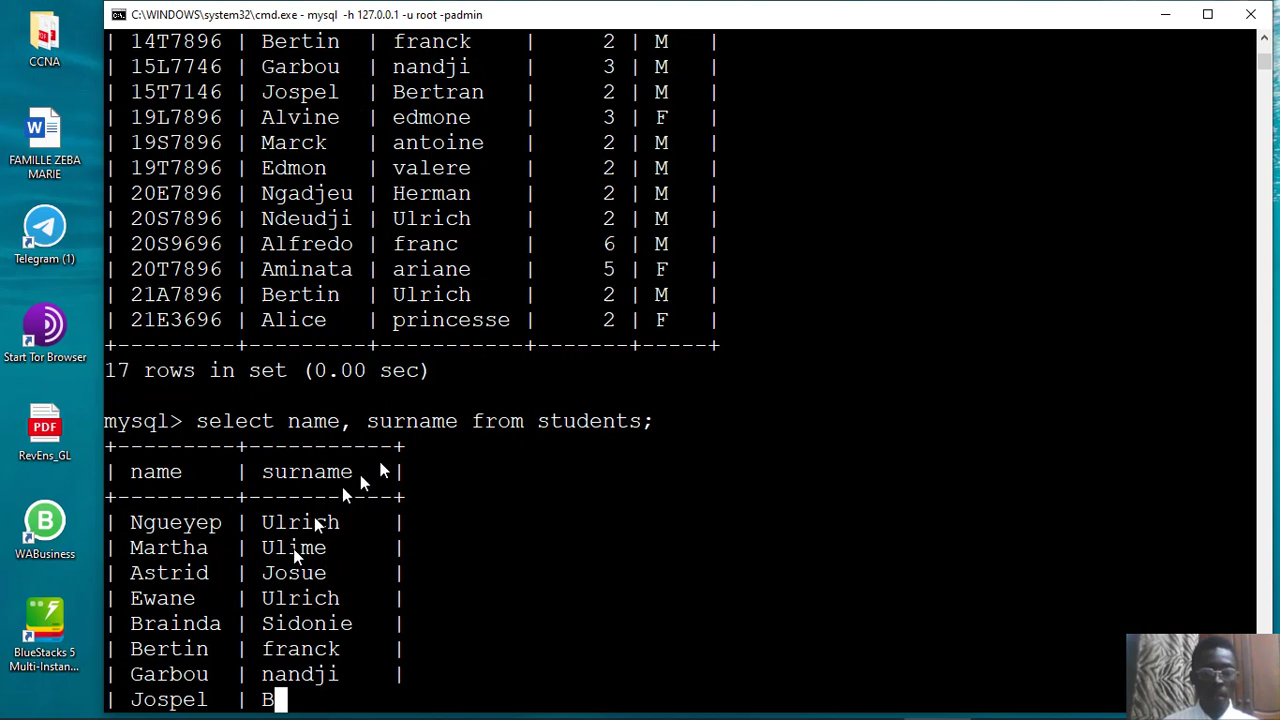 C:\WINDOWS\system32\cmd.exe - mysql -h 127.0.0.1 -u root -padmin
CCNA
FAMILLE ZEBA
MARIE
Telegram (1)
Start Tor Browser
PDF
RevEns_GL
WABusiness
BlueStacks 5
Multi-Instan...
| 14T7896 | Bertin | franck | 2 | M |
| 15L7746 | Garbou | nandji | 3 | M |
| 15T7146 | Jospel | Bertran | 2 | M |
| 19L7896 | Alvine | edmone | 3 | F |
| 19S7896 | Marck | antoine | 2 | M |
| 19T7896 | Edmon | valere | 2 | M |
| 20E7896 | Ngadjeu | Herman | 2 | M |
| 20S7896 | Ndeudji | Ulrich | 2 | M |
| 20S9696 | Alfredo | franc | 6 | M |
| 20T7896 | Aminata | ariane | 5 | F |
| 21A7896 | Bertin | Ulrich | 2 | M |
| 21E3696 | Alice | princesse | 2 | F |
+---------+---------+-----------+-------+-----+
17 rows in set (0.00 sec)
mysql> select name, surname from students;
+---------+-----------+
| name | surname |
+---------+-----------+
| Ngueyep | Ulrich |
| Martha | Ulime |
| Astrid | Josue |
| Ewane | Ulrich |
| Brainda | Sidonie |
| Bertin | franck |
| Garbou | nandji |
| Jospel | B